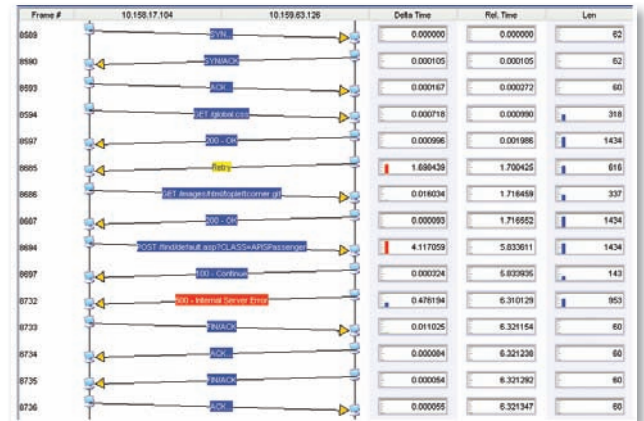 Frame # 10.158.17.104 10.159.63.126 Delta Time Rel. Time Len
8589 SYN... 0.000000 0.000000 62
8590 SYN/ACK 0.000105 0.000105 62
8593 ACK... 0.000167 0.000272 60
8594 GET /global.css 0.000718 0.000990 318
8597 200 - OK 0.000996 0.001986 1434
8685 Retry 1.698439 1.700425 616
8686 GET /images/html/topleftcorner.gif 0.016034 1.716459 337
8687 200 - OK 0.000093 1.716552 1434
8694 POST /find/default.asp?CLASS=APISPassenger 4.117059 5.833611 1434
8697 100 - Continue 0.000324 5.833935 143
8732 500 - Internal Server Error 0.476194 6.310129 953
8733 FIN/ACK 0.011025 6.321154 60
8734 ACK... 0.000084 6.321238 60
8735 FIN/ACK 0.000054 6.321292 60
8736 ACK... 0.000055 6.321347 60